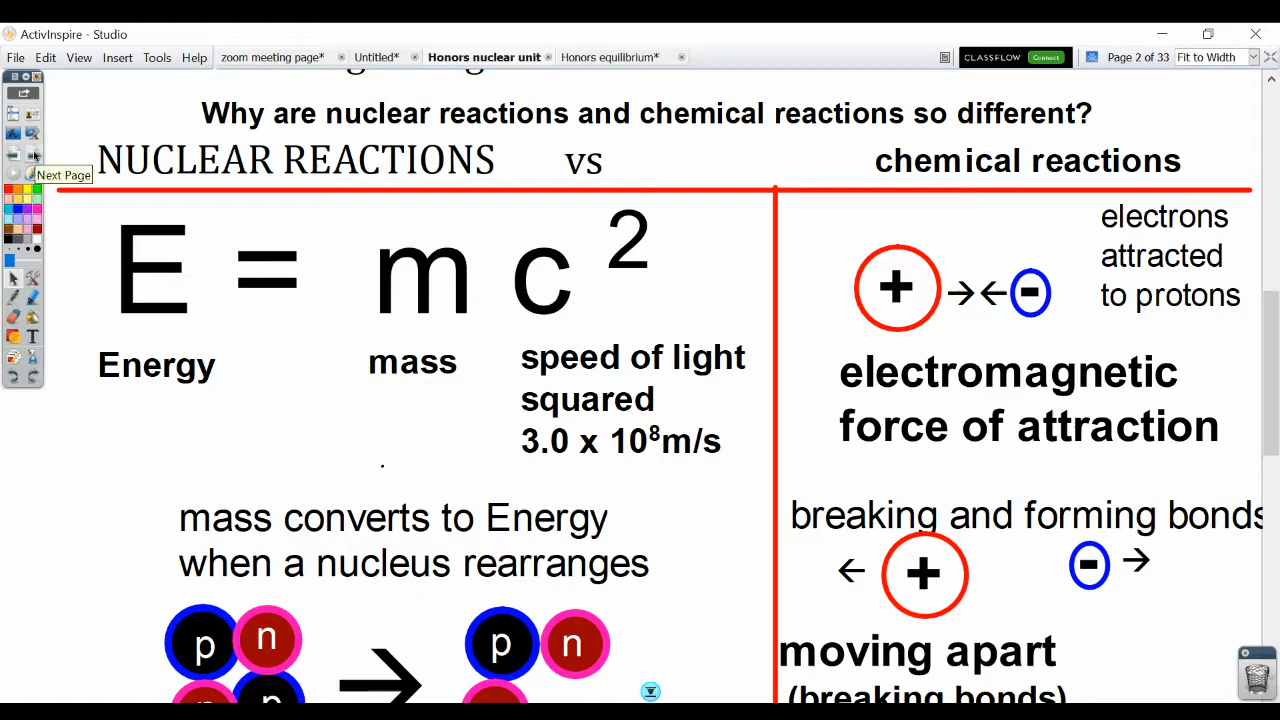 ActivInspire - Studio
File Edit View Insert Tools Help zoom meeting page* Untitled* Honors nuclear unit Honors equilibrium* CLASSFLOW Connect Page 2 of 33 Fit to Width
Why are nuclear reactions and chemical reactions so different?
NUCLEAR REACTIONS vs chemical reactions
Next Page
E = m c 2
Energy
mass
speed of light
squared
3.0 x 10⁸m/s
mass converts to Energy
when a nucleus rearranges
p n
p n
p
n
+ →← -
electrons
attracted
to protons
electromagnetic
force of attraction
breaking and forming bonds
← + - →
moving apart
(breaking bonds)
T